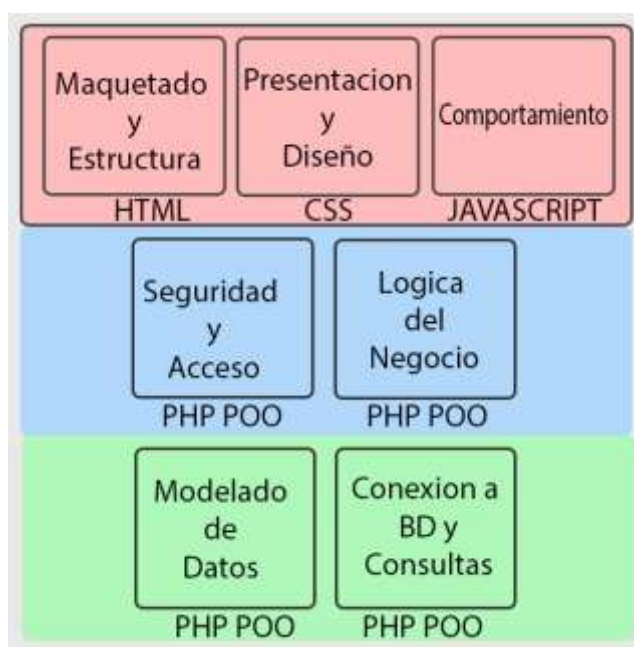 Maquetado
y
Estructura
Presentacion
y
Diseño
Comportamiento
HTML
CSS
JAVASCRIPT
Seguridad
y
Acceso
Logica
del
Negocio
PHP POO
PHP POO
Modelado
de
Datos
Conexion a
BD y
Consultas
PHP POO
PHP POO